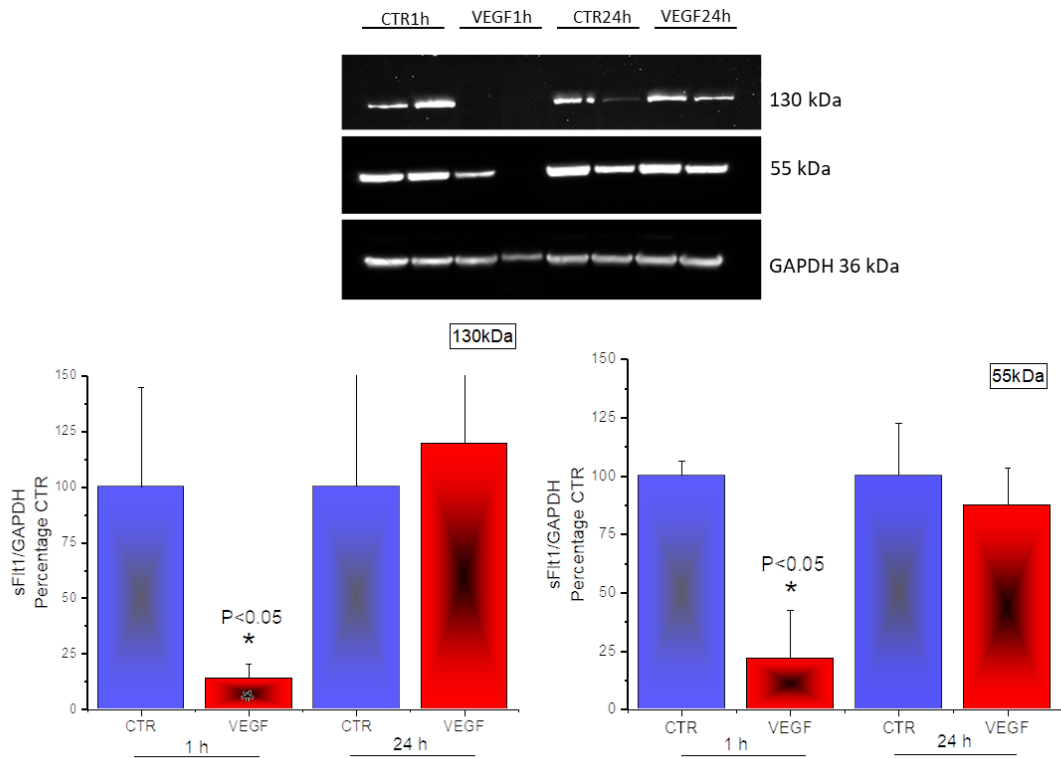 CTR1h VEGF1h CTR24h VEGF24h
130 kDa
55 kDa
GAPDH 36 kDa
130kDa
150
125
100
75
50
25
0
sFlt1/GAPDH
Percentage CTR
P<0.05
*
CTR VEGF CTR VEGF
1 h 24 h
55kDa
150
125
100
75
50
25
0
sFlt1/GAPDH
Percentage CTR
P<0.05
*
CTR VEGF CTR VEGF
1 h 24 h